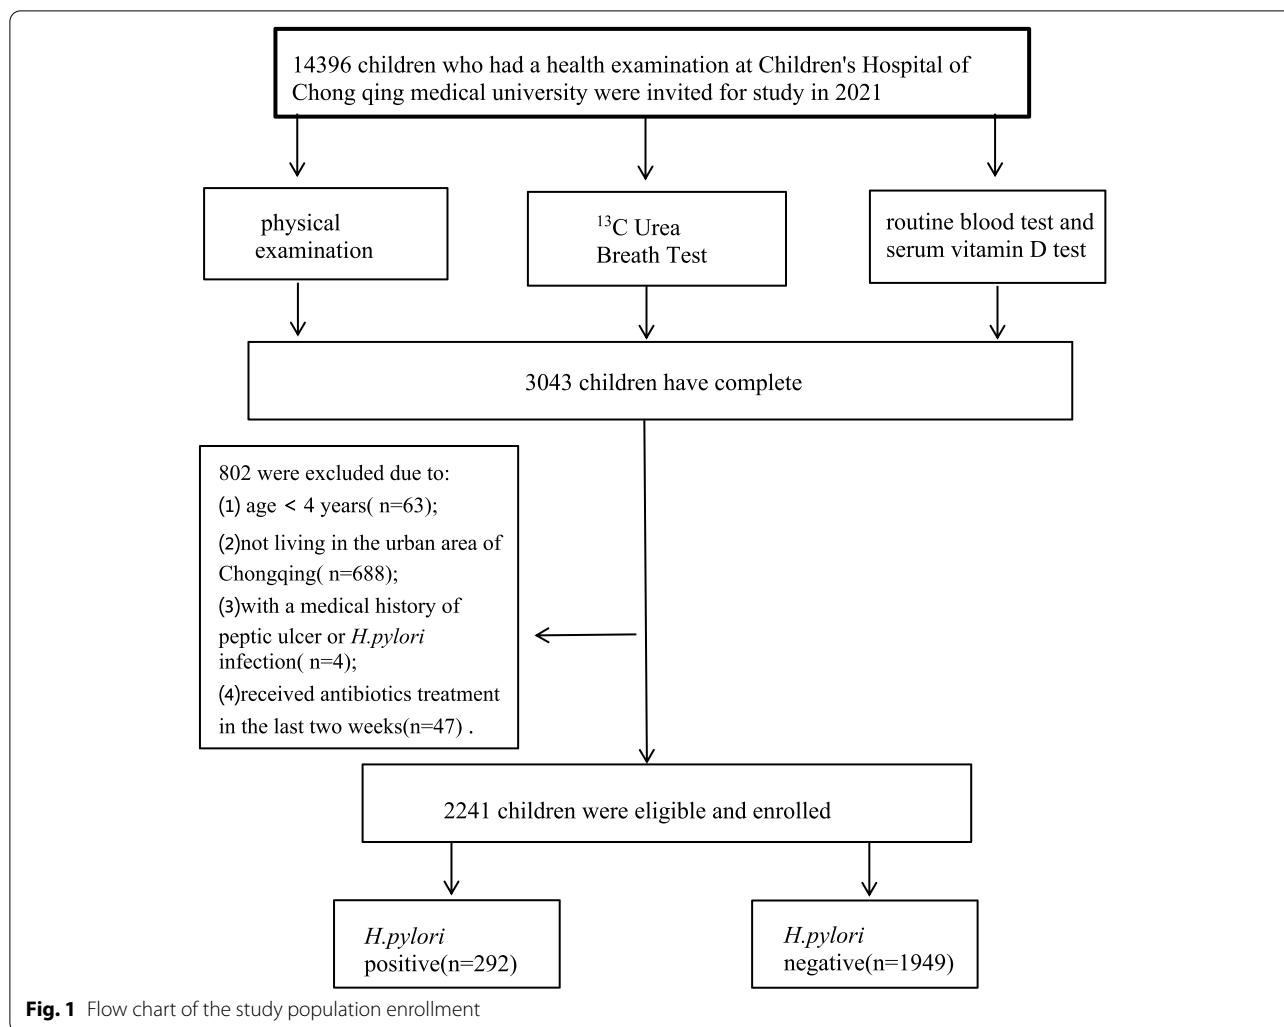 14396 children who had a health examination at Children's Hospital of
Chong qing medical university were invited for study in 2021
physical
examination
¹³C Urea
Breath Test
routine blood test and
serum vitamin D test
3043 children have complete
802 were excluded due to:
(1) age < 4 years( n=63);
(2)not living in the urban area of
Chongqing( n=688);
(3)with a medical history of
peptic ulcer or H.pylori
infection( n=4);
(4)received antibiotics treatment
in the last two weeks(n=47) .
2241 children were eligible and enrolled
H.pylori
positive(n=292)
H.pylori
negative(n=1949)
Fig. 1 Flow chart of the study population enrollment